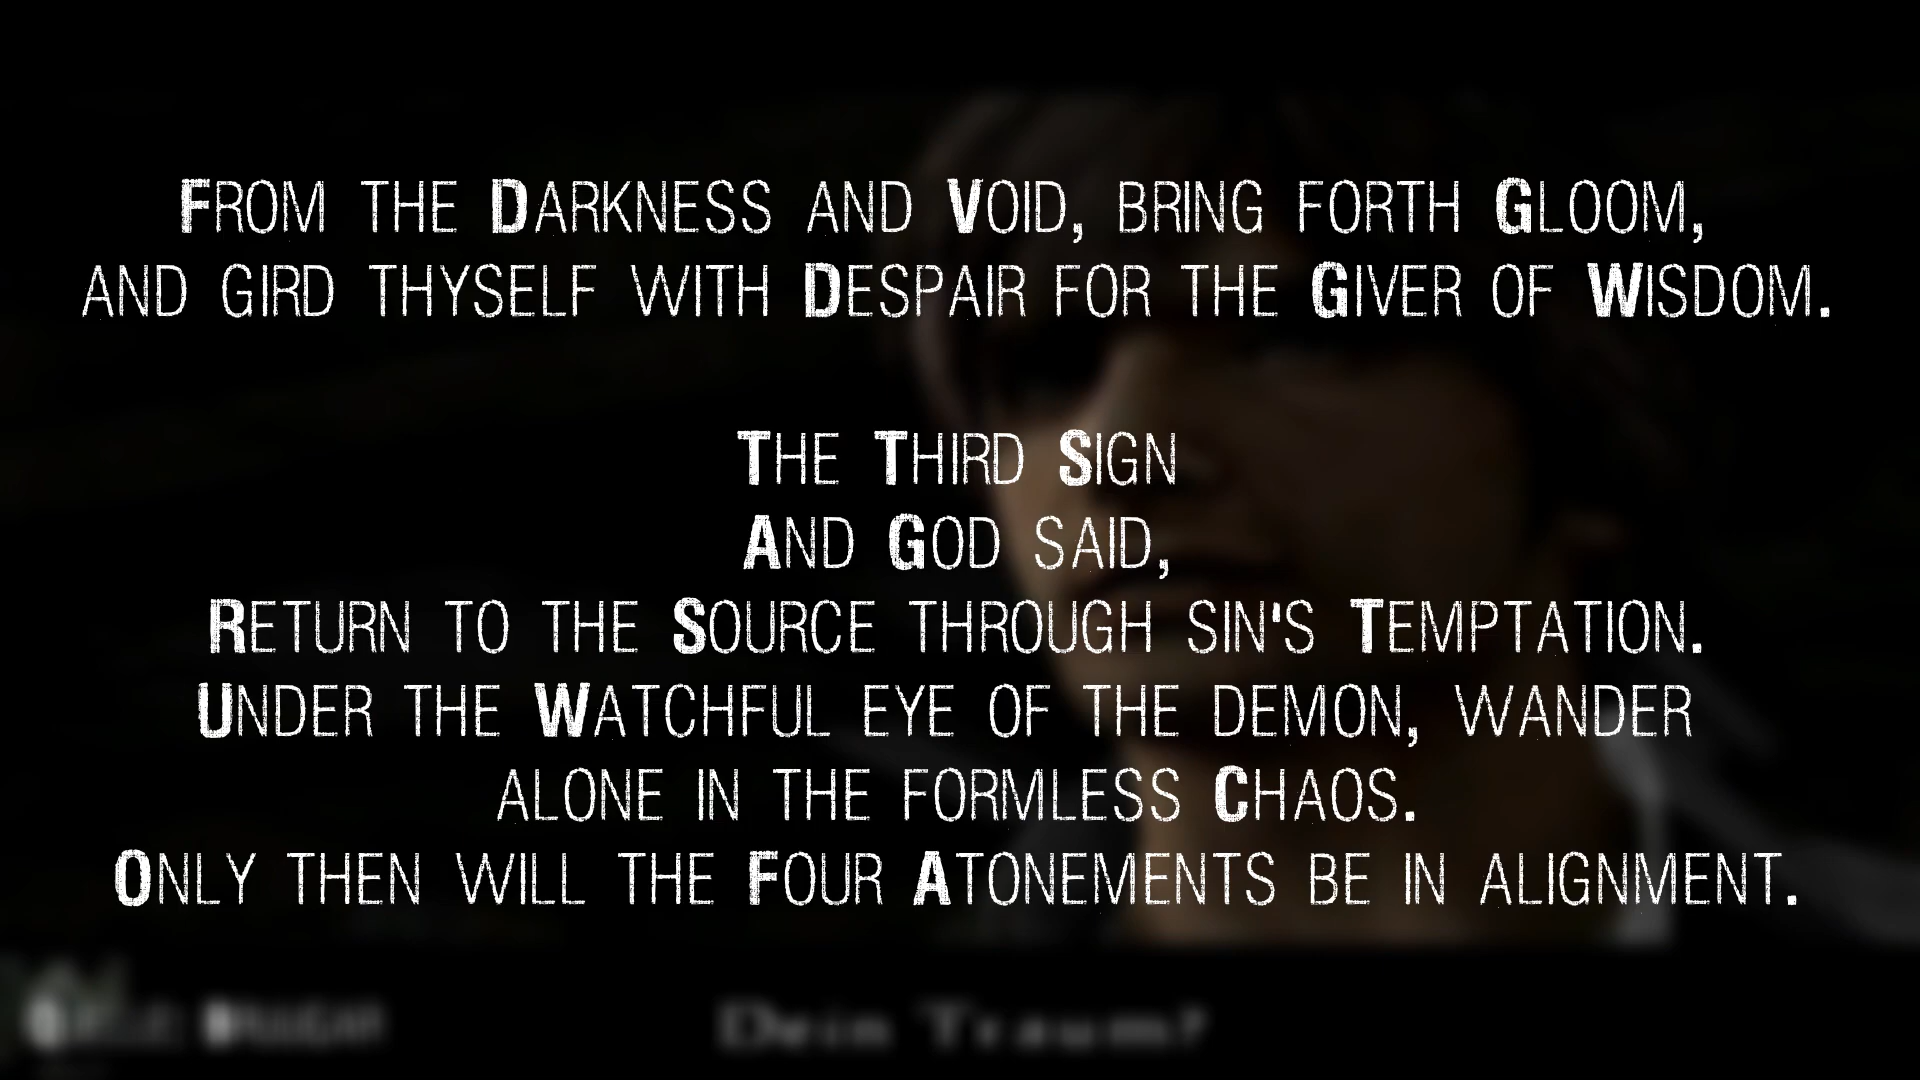 From the Darkness and Void, bring forth Gloom,
and gird thyself with Despair for the Giver of Wisdom.
The Third Sign
And God said,
Return to the Source through sin's Temptation.
Under the Watchful eye of the demon, wander
alone in the formless Chaos.
Only then will the Four Atonements be in alignment.
Dein Traum?